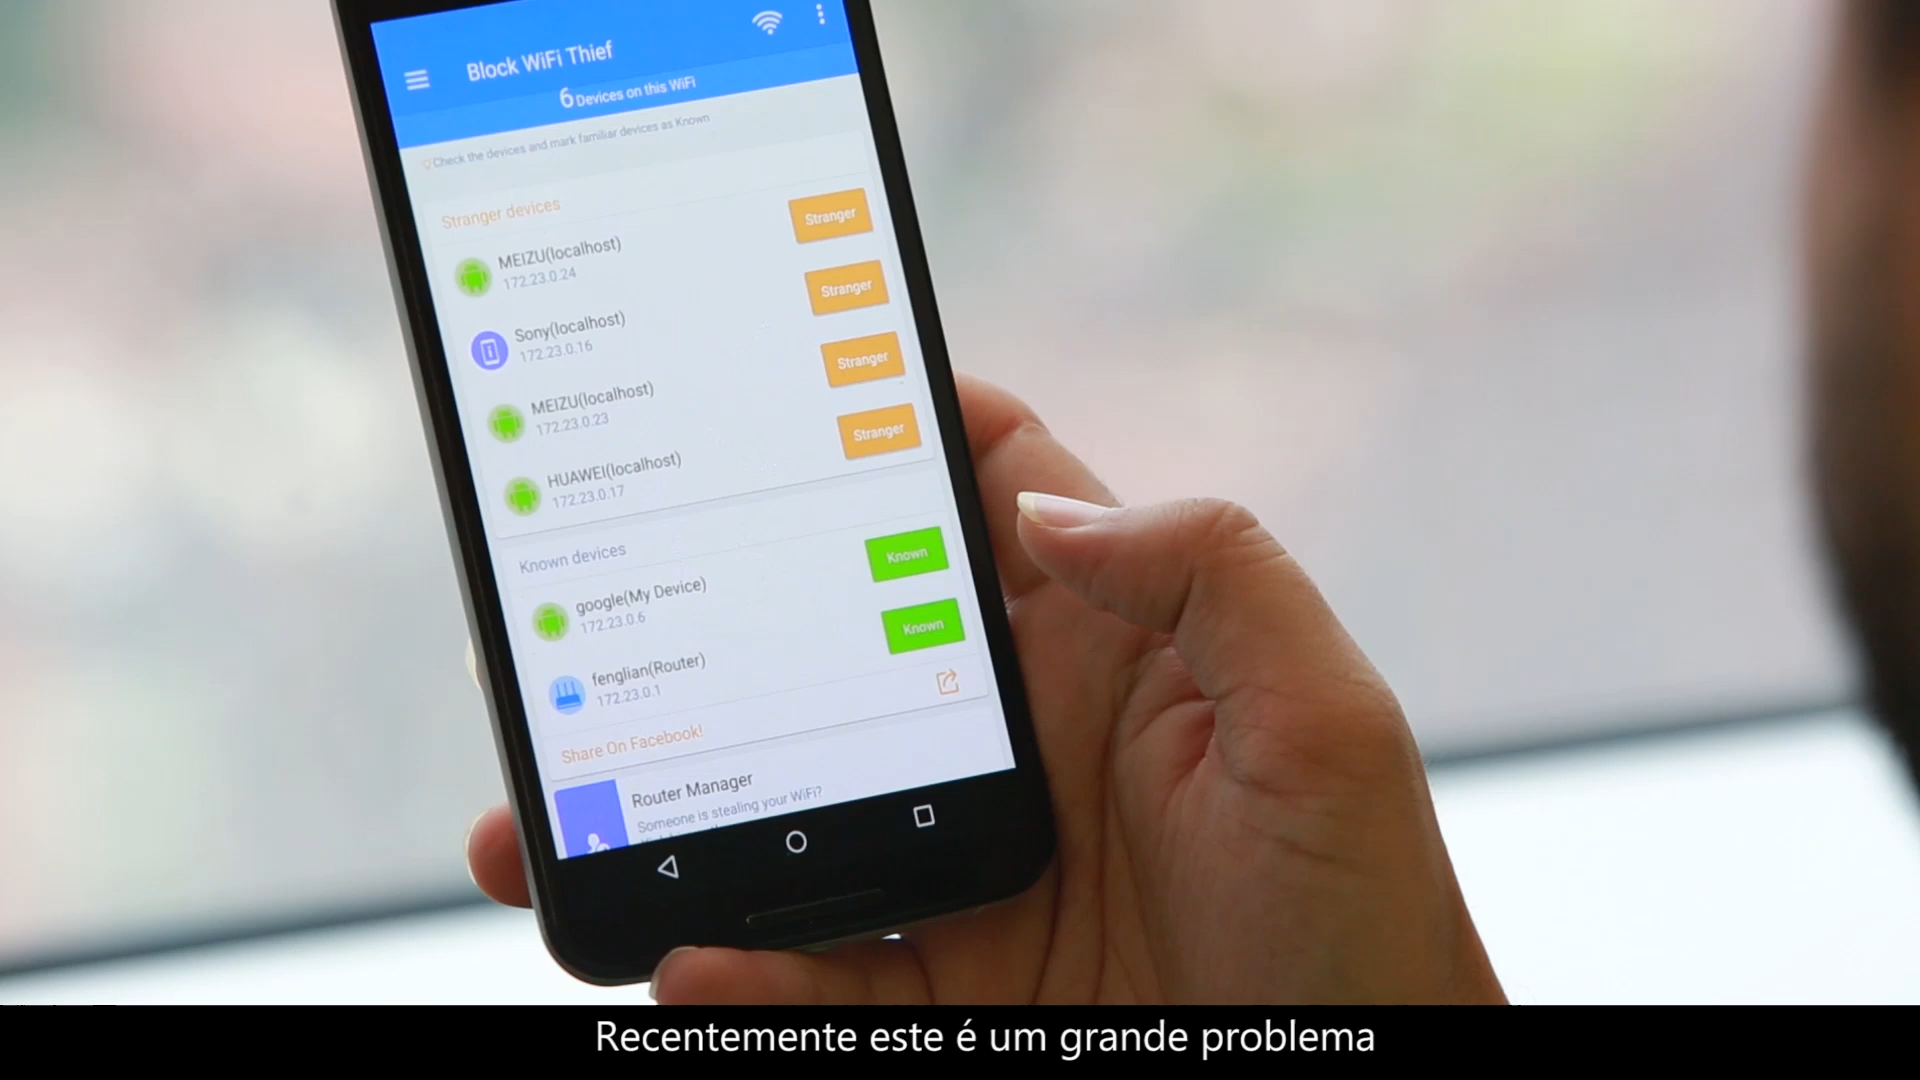 Block WiFi Thief
6 Devices on this WiFi
Check the devices and mark familiar devices as Known
Stranger devices
MEIZU(localhost)
172.23.0.24
Stranger
Sony(localhost)
172.23.0.16
Stranger
MEIZU(localhost)
172.23.0.23
Stranger
HUAWEI(localhost)
172.23.0.17
Stranger
Known devices
google(My Device)
172.23.0.6
Known
fenglian(Router)
172.23.0.1
Known
Share On Facebook!
Router Manager
Someone is stealing your WiFi?
Recentemente este é um grande problema